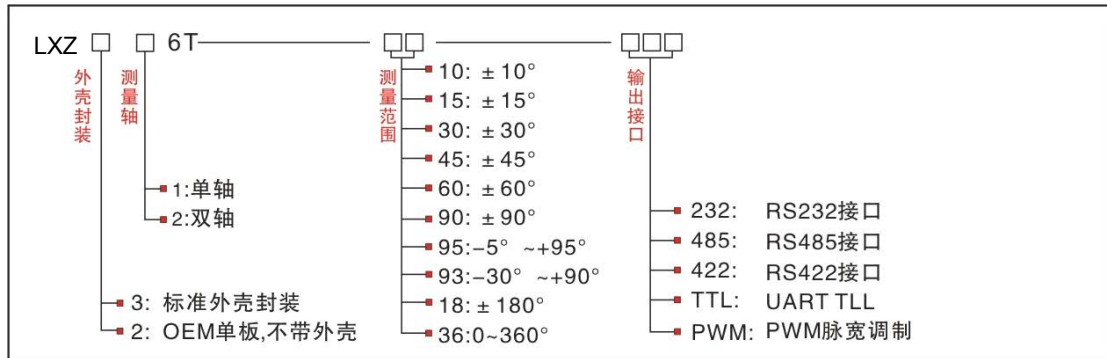 LXZ□ □6T □□ □□□
外壳封装
测量轴
测量范围
输出接口
10: ±10°
15: ±15°
30: ±30°
45: ±45°
60: ±60°
90: ±90°
95:-5° ~+95°
93:-30° ~+90°
18: ±180°
36:0~360°
1:单轴
2:双轴
3: 标准外壳封装
2: OEM单板,不带外壳
232: RS232接口
485: RS485接口
422: RS422接口
TTL: UART TLL
PWM: PWM脉宽调制